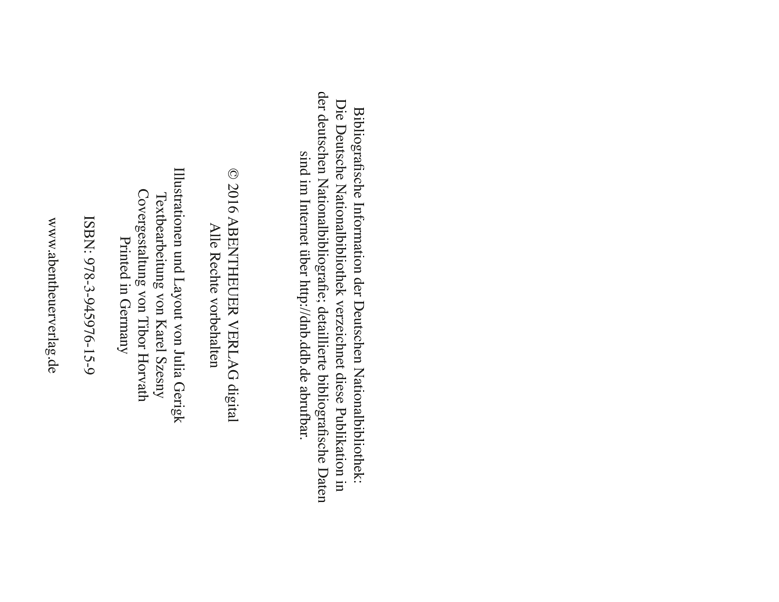 Bibliografische Information der Deutschen Nationalbibliothek:
Die Deutsche Nationalbibliothek verzeichnet diese Publikation in
der deutschen Nationalbibliografie; detaillierte bibliografische Daten
sind im Internet über http://dnb.ddb.de abrufbar.
© 2016 ABENTHEUER VERLAG digital
Alle Rechte vorbehalten
Illustrationen und Layout von Julia Gerigk
Textbearbeitung von Karel Szesny
Covergestaltung von Tibor Horvath
Printed in Germany
ISBN: 978-3-945976-15-9
www.abentheuerverlag.de